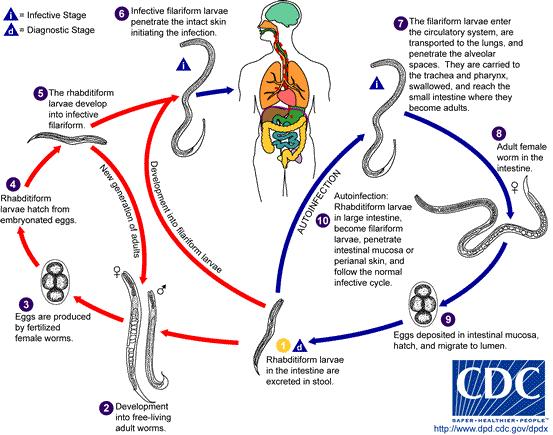 i = Infective Stage
d = Diagnostic Stage
6 Infective filariform larvae
penetrate the intact skin
initiating the infection.
i
7 The filariform larvae enter
the circulatory system, are
transported to the lungs, and
penetrate the alveolar
spaces. They are carried to
the trachea and pharynx,
swallowed, and reach the
small intestine where they
become adults.
i
5 The rhabditiform
larvae develop
into infective
filariform.
8
Adult female
worm in the
intestine.
♀
4
Rhabditiform
larvae hatch from
embryonated eggs.
New generation of adults
Development into filariform larvae
AUTOINFECTION
Autoinfection:
Rhabditiform larvae
10 in large intestine,
become filariform
larvae, penetrate
intestinal mucosa or
perianal skin, and
follow the normal
infective cycle.
♀ ♂
3
Eggs are produced
by fertilized
female worms.
9
Eggs deposited in intestinal mucosa,
hatch, and migrate to lumen.
1 d
Rhabditiform larvae
in the intestine are
excreted in stool.
2 Development
into free-living
adult worms.
CDC
SAFER•HEALTHIER•PEOPLE™
http://www.dpd.cdc.gov/dpdx